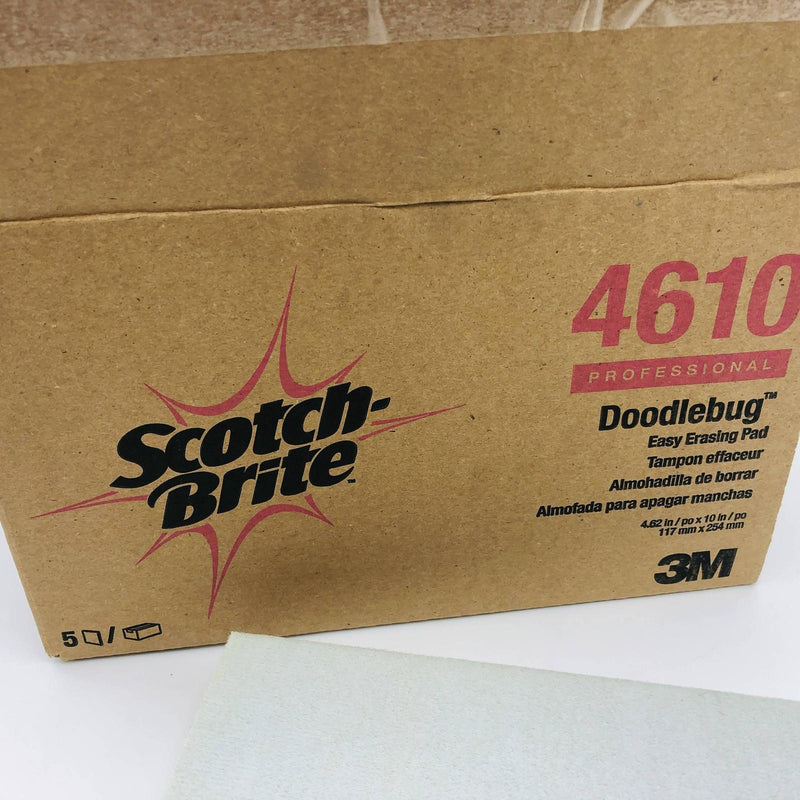 4610
PROFESSIONAL
Scotch-
Brite™
Doodlebug™
Easy Erasing Pad
Tampon effaceur
Almohadilla de borrar
Almofada para apagar manchas
4.62 in / po x 10 in / po
117 mm x 254 mm
3M
5 /